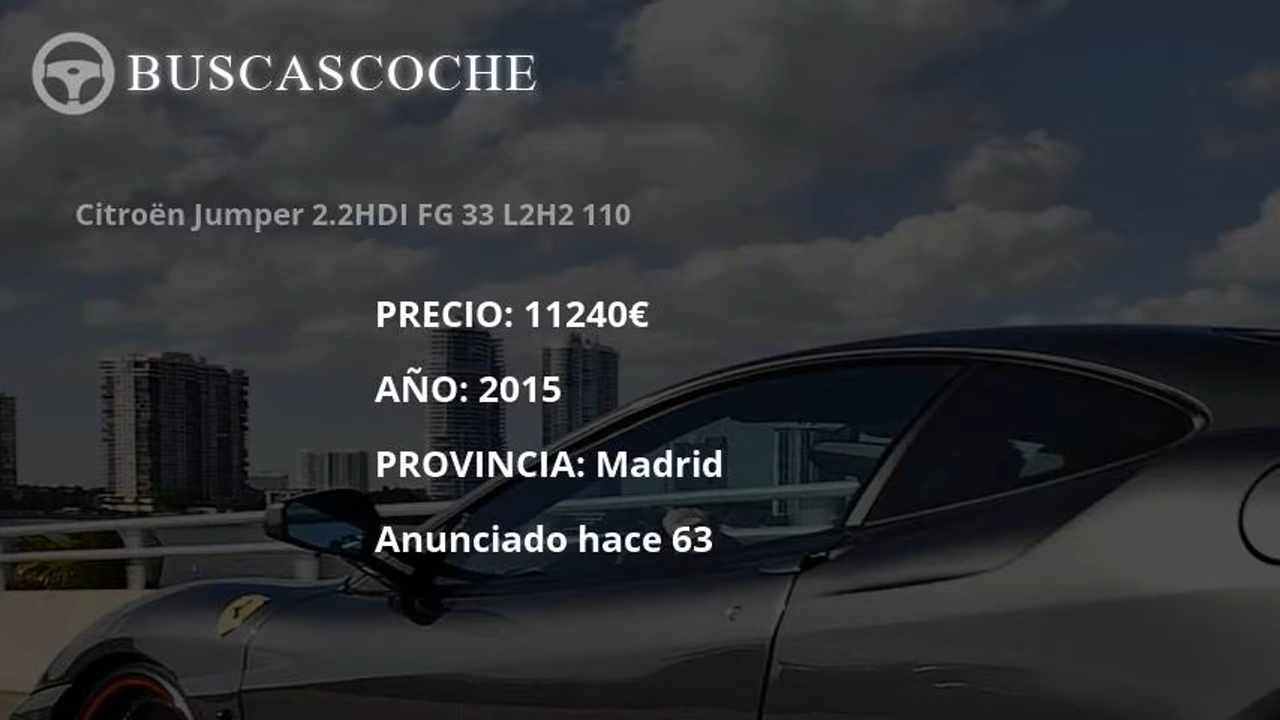 BUSCASCOCHE
Citroën Jumper 2.2HDI FG 33 L2H2 110
PRECIO: 11240€
AÑO: 2015
PROVINCIA: Madrid
Anunciado hace 63